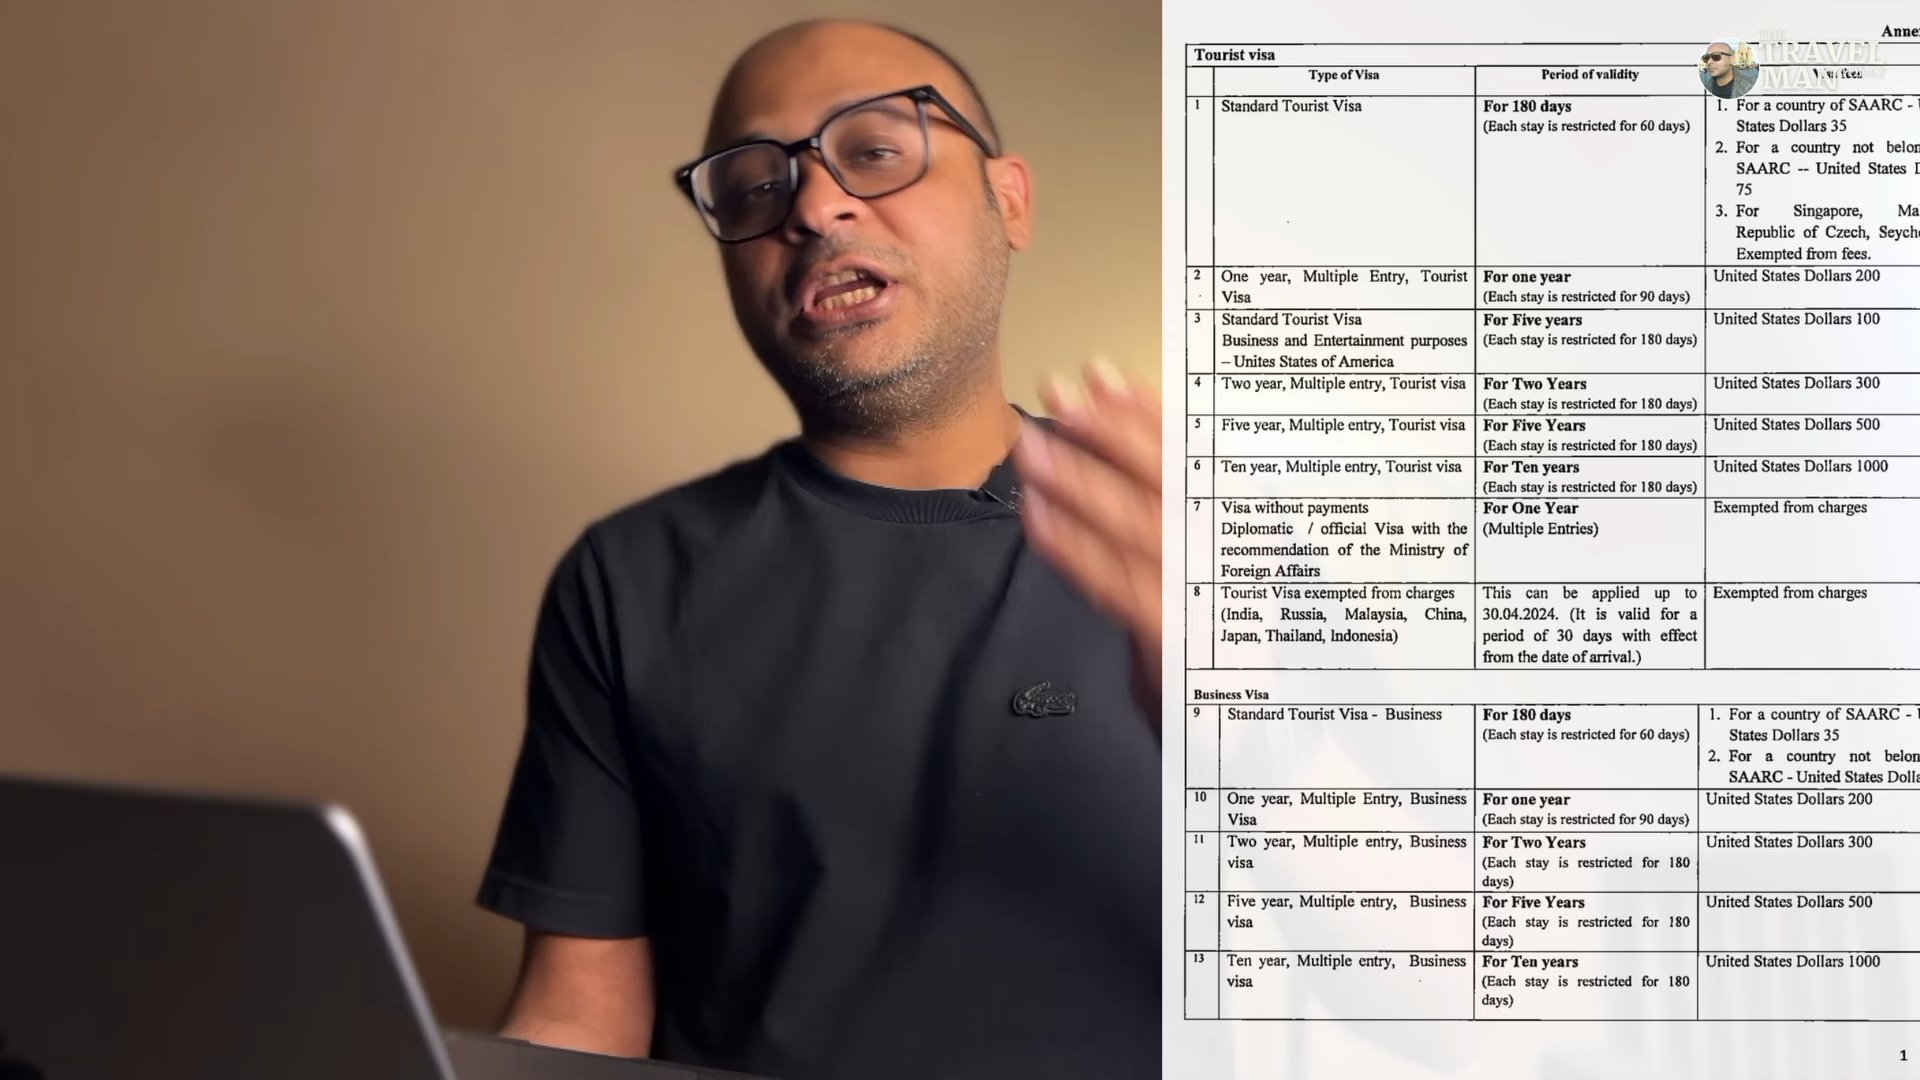 Anne
THE
TRAVEL
MAN
Tourist visa
Type of Visa
Period of validity
1
Standard Tourist Visa
For 180 days
(Each stay is restricted for 60 days)
1. For a country of SAARC -
States Dollars 35
2. For a country not belon
SAARC -- United States
75
3. For Singapore, Ma
Republic of Czech, Seych
Exempted from fees.
2
One year, Multiple Entry, Tourist
Visa
For one year
(Each stay is restricted for 90 days)
United States Dollars 200
3
Standard Tourist Visa
Business and Entertainment purposes
– Unites States of America
For Five years
(Each stay is restricted for 180 days)
United States Dollars 100
4
Two year, Multiple entry, Tourist visa
For Two Years
(Each stay is restricted for 180 days)
United States Dollars 300
5
Five year, Multiple entry, Tourist visa
For Five Years
(Each stay is restricted for 180 days)
United States Dollars 500
6
Ten year, Multiple entry, Tourist visa
For Ten years
(Each stay is restricted for 180 days)
United States Dollars 1000
7
Visa without payments
Diplomatic / official Visa with the
recommendation of the Ministry of
Foreign Affairs
For One Year
(Multiple Entries)
Exempted from charges
8
Tourist Visa exempted from charges
(India, Russia, Malaysia, China,
Japan, Thailand, Indonesia)
This can be applied up to
30.04.2024. (It is valid for a
period of 30 days with effect
from the date of arrival.)
Exempted from charges
Business Visa
9
Standard Tourist Visa - Business
For 180 days
(Each stay is restricted for 60 days)
1. For a country of SAARC -
States Dollars 35
2. For a country not belon
SAARC - United States Dolla
10
One year, Multiple Entry, Business
Visa
For one year
(Each stay is restricted for 90 days)
United States Dollars 200
11
Two year, Multiple entry, Business
visa
For Two Years
(Each stay is restricted for 180
days)
United States Dollars 300
12
Five year, Multiple entry, Business
visa
For Five Years
(Each stay is restricted for 180
days)
United States Dollars 500
13
Ten year, Multiple entry, Business
visa
For Ten years
(Each stay is restricted for 180
days)
United States Dollars 1000
1